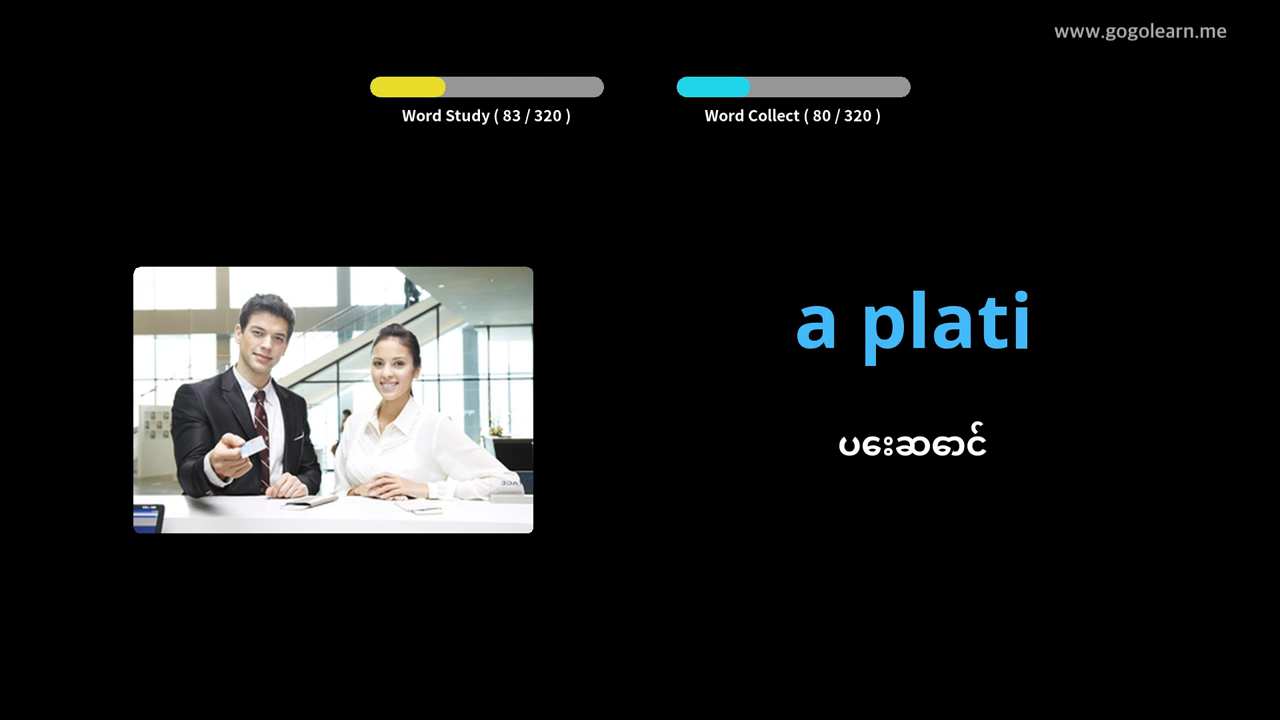 www.gogolearn.me
Word Study ( 83 / 320 )
Word Collect ( 80 / 320 )
a plati
ပေးဆောင်